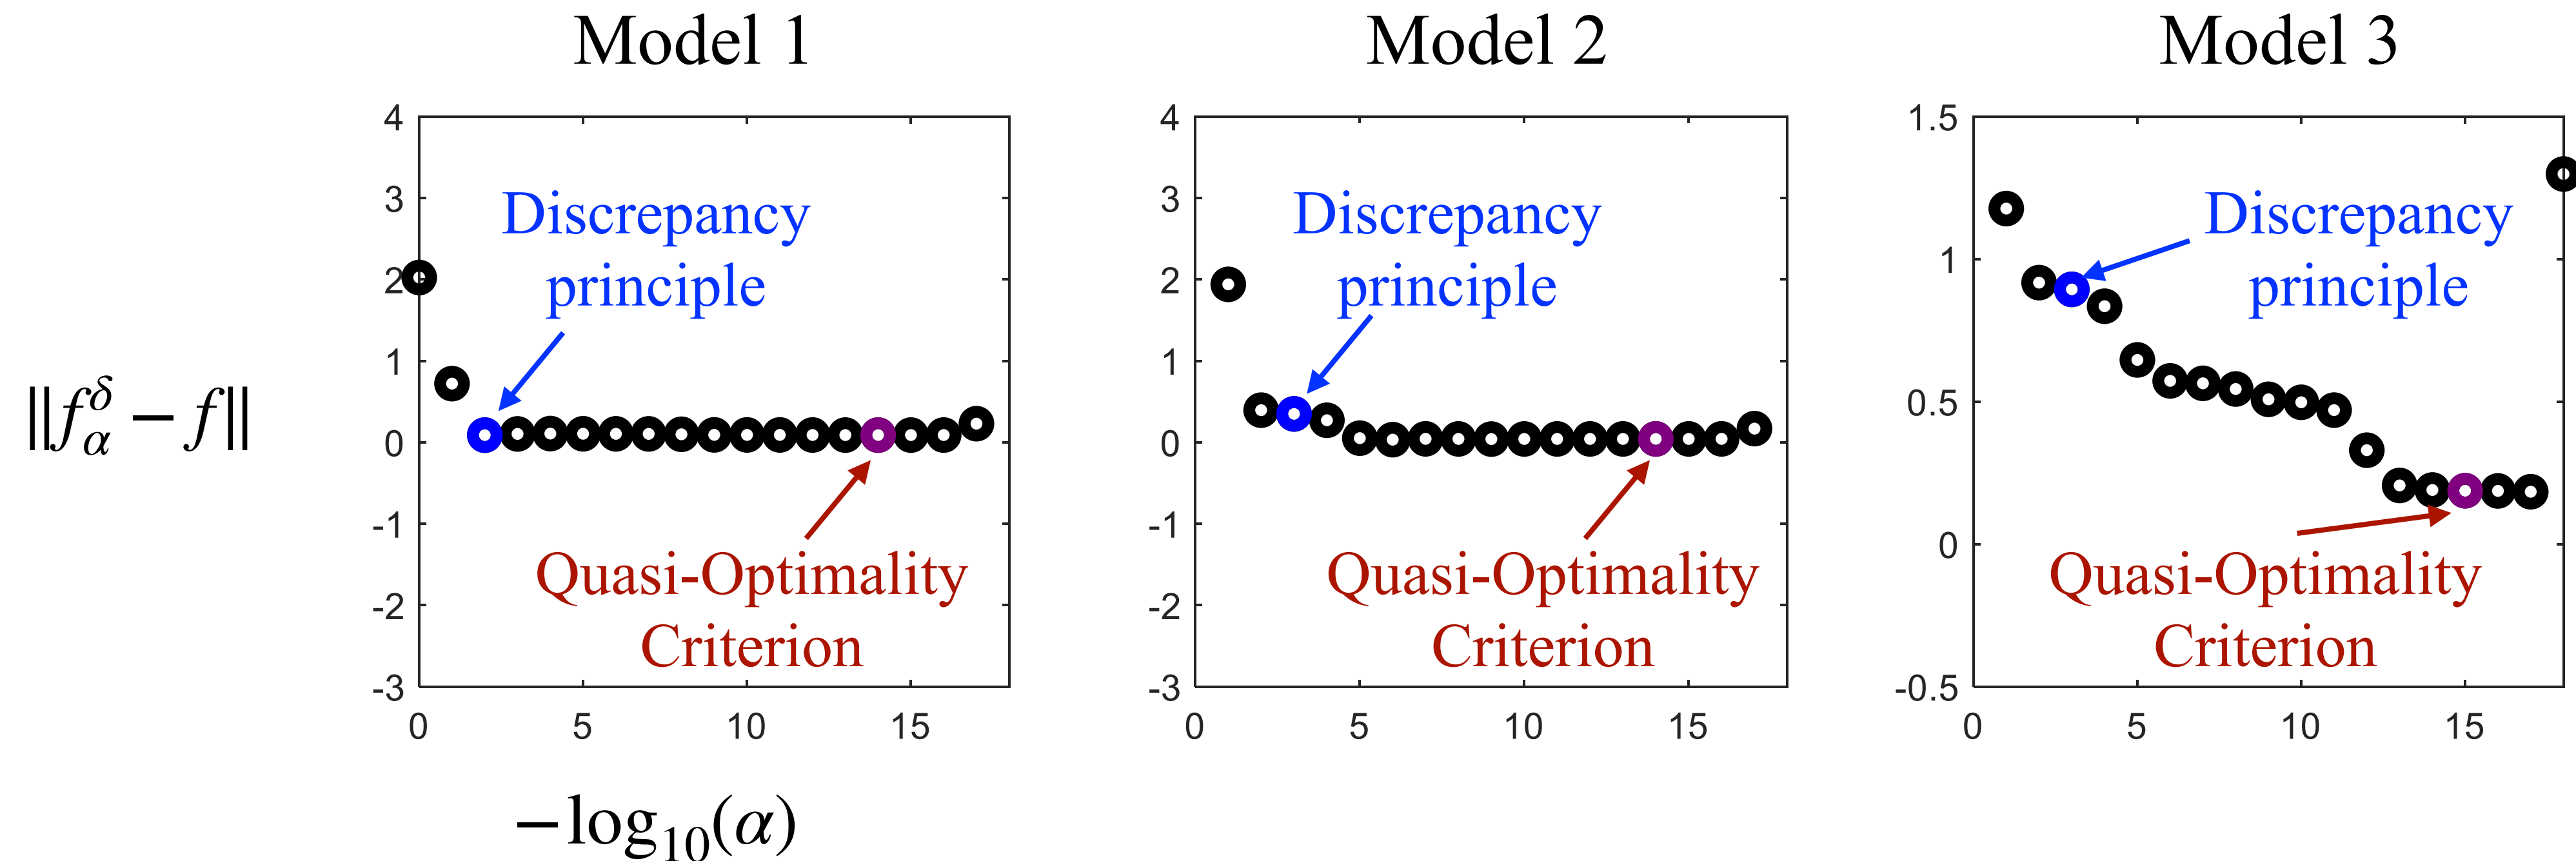 Model 1
Model 2
Model 3
‖f_α^δ − f‖
4
3
2
1
0
-1
-2
-3
0
5
10
15
Discrepancy
principle
Quasi-Optimality
Criterion
−log₁₀(α)
4
3
2
1
0
-1
-2
-3
0
5
10
15
Discrepancy
principle
Quasi-Optimality
Criterion
1.5
1
0.5
0
-0.5
0
5
10
15
Discrepancy
principle
Quasi-Optimality
Criterion